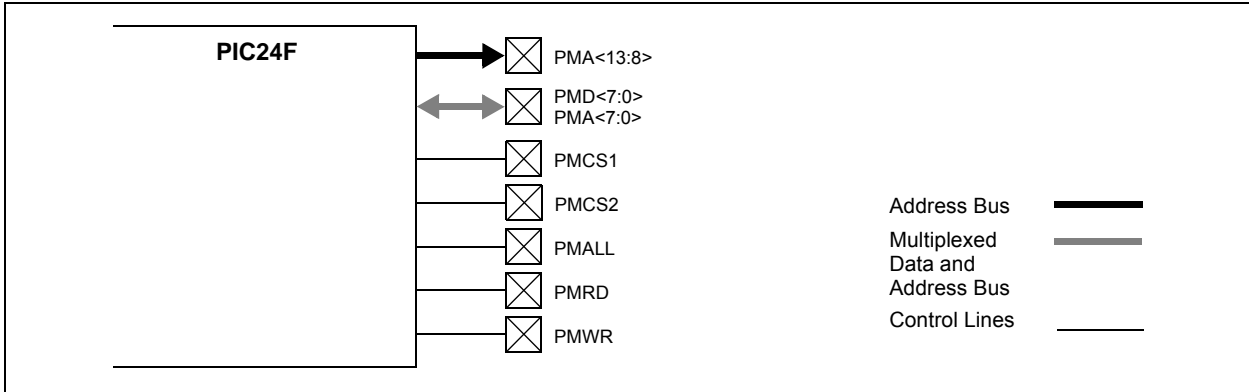 PIC24F
PMA<13:8>
PMD<7:0>
PMA<7:0>
PMCS1
PMCS2
PMALL
PMRD
PMWR
Address Bus
Multiplexed
Data and
Address Bus
Control Lines